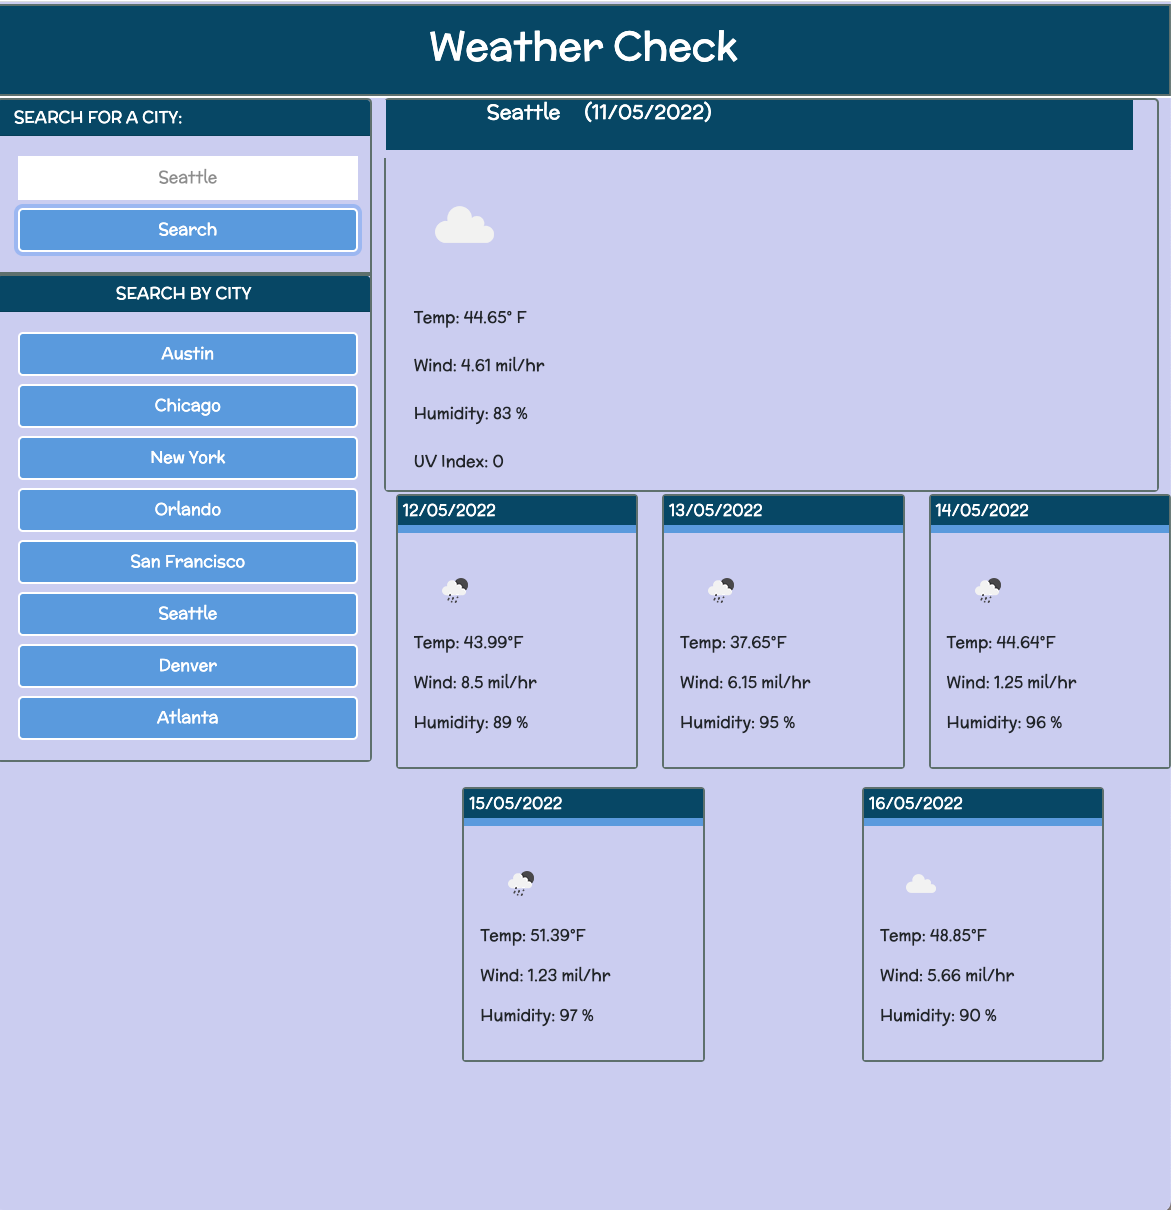 Weather Check
SEARCH FOR A CITY:
Seattle
Search
SEARCH BY CITY
Austin
Chicago
New York
Orlando
San Francisco
Seattle
Denver
Atlanta
Seattle (11/05/2022)
Temp: 44.65° F
Wind: 4.61 mil/hr
Humidity: 83 %
UV Index: 0
12/05/2022
Temp: 43.99°F
Wind: 8.5 mil/hr
Humidity: 89 %
13/05/2022
Temp: 37.65°F
Wind: 6.15 mil/hr
Humidity: 95 %
14/05/2022
Temp: 44.64°F
Wind: 1.25 mil/hr
Humidity: 96 %
15/05/2022
Temp: 51.39°F
Wind: 1.23 mil/hr
Humidity: 97 %
16/05/2022
Temp: 48.85°F
Wind: 5.66 mil/hr
Humidity: 90 %